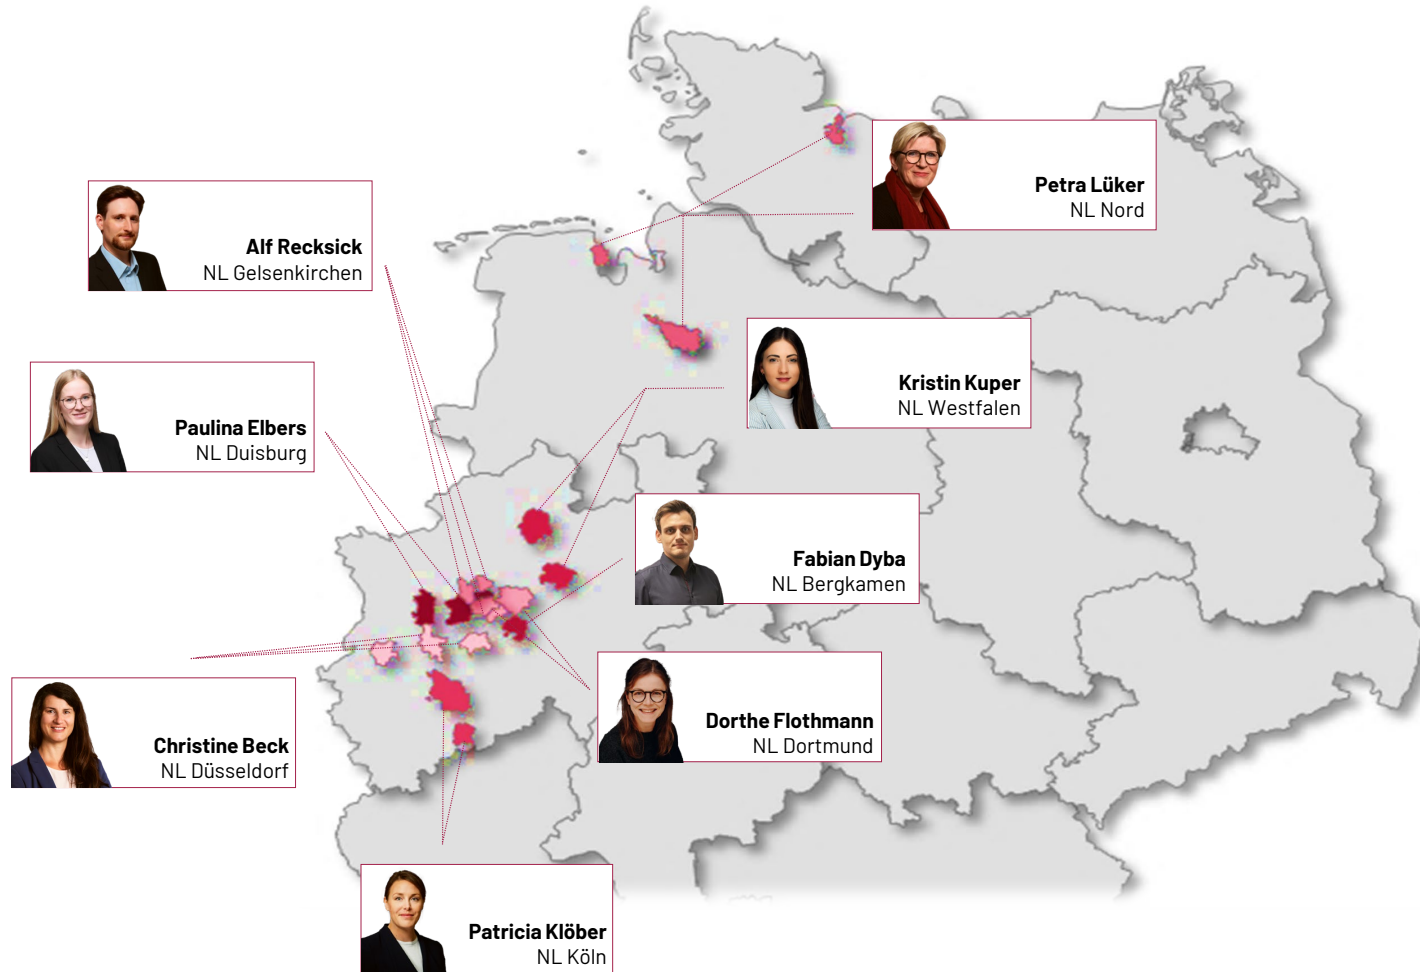 Petra Lüker
NL Nord
Alf Recksick
NL Gelsenkirchen
Kristin Kuper
NL Westfalen
Paulina Elbers
NL Duisburg
Fabian Dyba
NL Bergkamen
Dorthe Flothmann
NL Dortmund
Christine Beck
NL Düsseldorf
Patricia Klöber
NL Köln